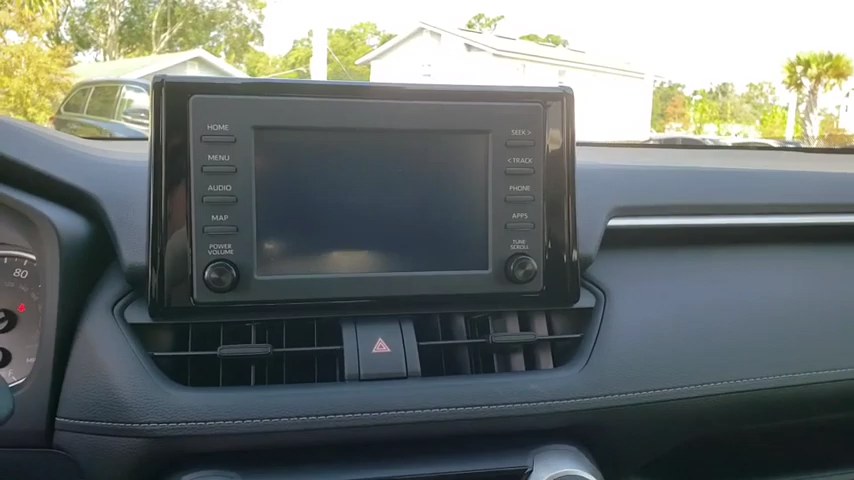 HOME
MENU
AUDIO
MAP
POWER
VOLUME
SEEK >
< TRACK
PHONE
APPS
TUNE
SCROLL
80